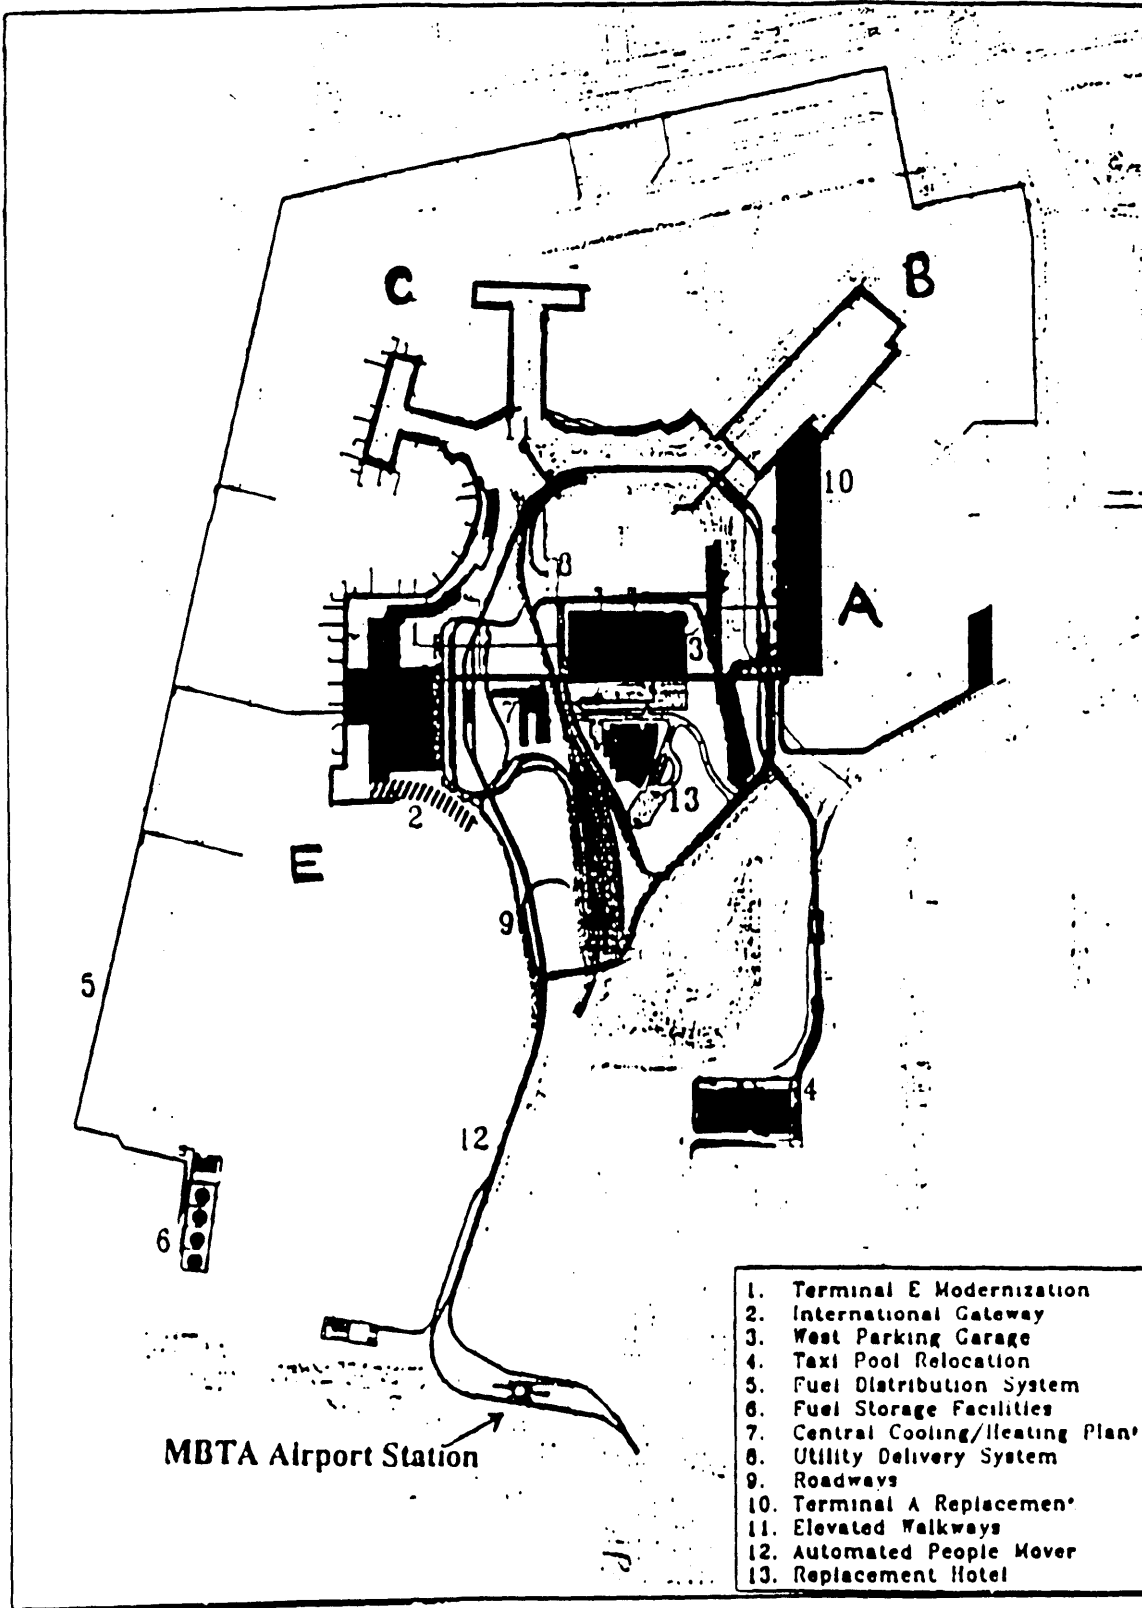 C
B
10
8
A
3
7
13
2
E
9
5
4
12
6
MBTA Airport Station
1. Terminal E Modernization
2. International Gateway
3. West Parking Garage
4. Taxi Pool Relocation
5. Fuel Distribution System
6. Fuel Storage Facilities
7. Central Cooling/Heating Plan
8. Utility Delivery System
9. Roadways
10. Terminal A Replacemen
11. Elevated Walkways
12. Automated People Mover
13. Replacement Hotel